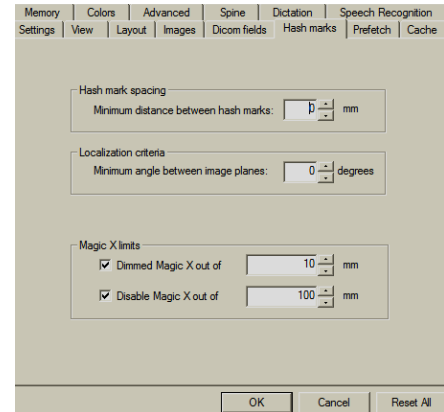 Memory Colors Advanced Spine Dictation Speech Recognition
Settings View Layout Images Dicom fields Hash marks Prefetch Cache
Hash mark spacing
Minimum distance between hash marks: 0 mm
Localization criteria
Minimum angle between image planes: 0 degrees
Magic X limits
Dimmed Magic X out of 10 mm
Disable Magic X out of 100 mm
OK Cancel Reset All